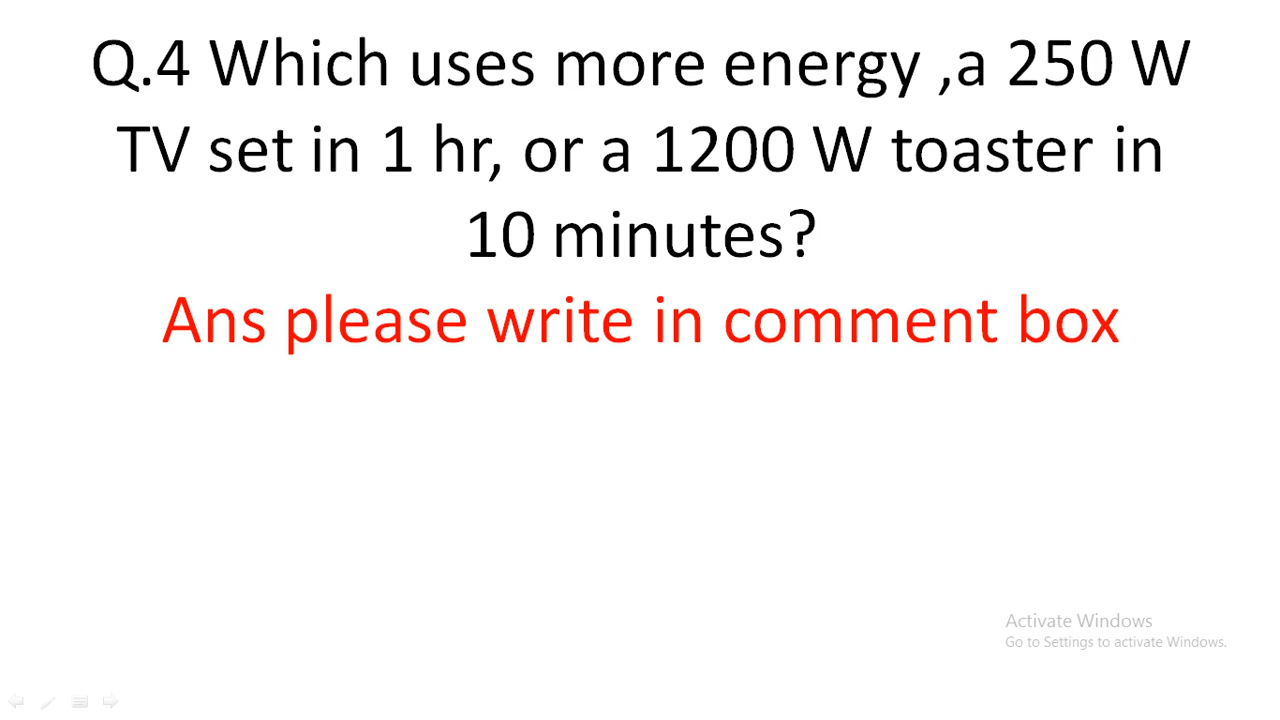 Q.4 Which uses more energy ,a 250 W
TV set in 1 hr, or a 1200 W toaster in
10 minutes?
Ans please write in comment box
Activate Windows
Go to Settings to activate Windows.